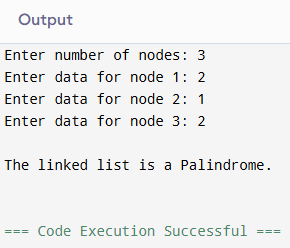 Output
Enter number of nodes: 3
Enter data for node 1: 2
Enter data for node 2: 1
Enter data for node 3: 2
The linked list is a Palindrome.
=== Code Execution Successful ===